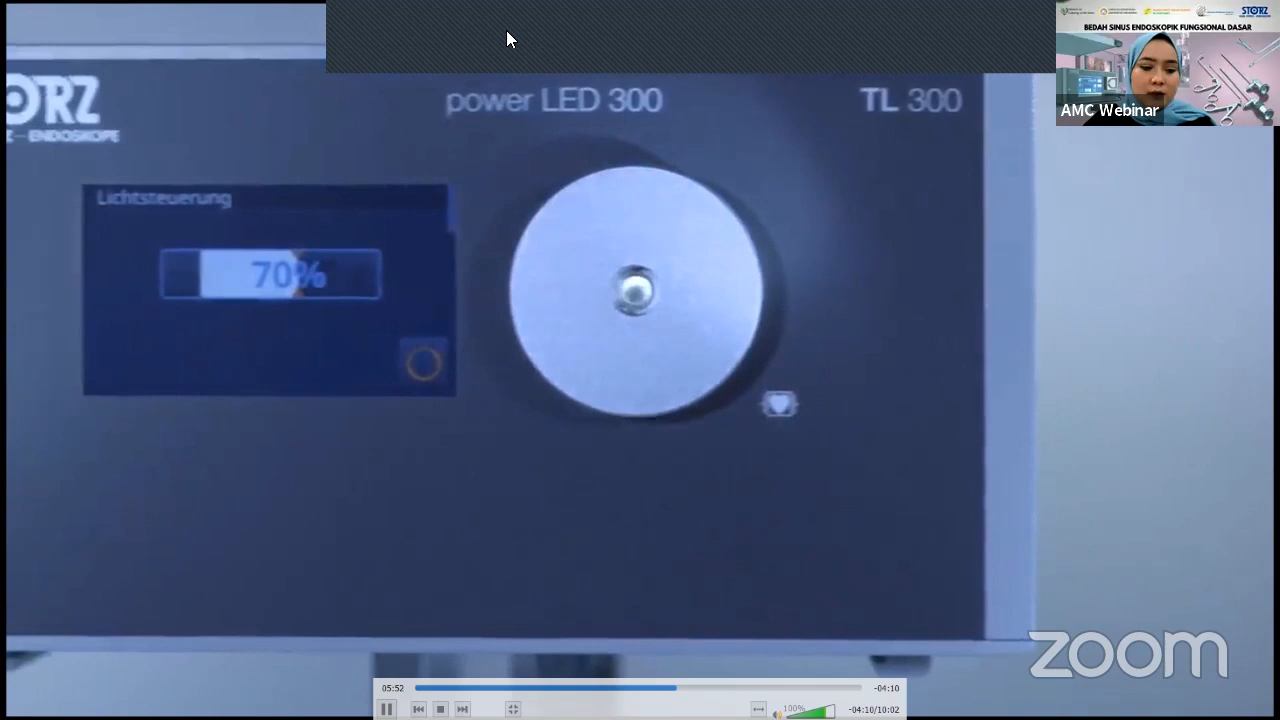 STORZ
BEDAH SINUS ENDOSKOPIK FUNGSIONAL DASAR
AMC Webinar
TORZ
Z — ENDOSKOPE
power LED 300
TL 300
Lichtsteuerung
70%
zoom
05:52
-04:10
100%
-04:10/10:02